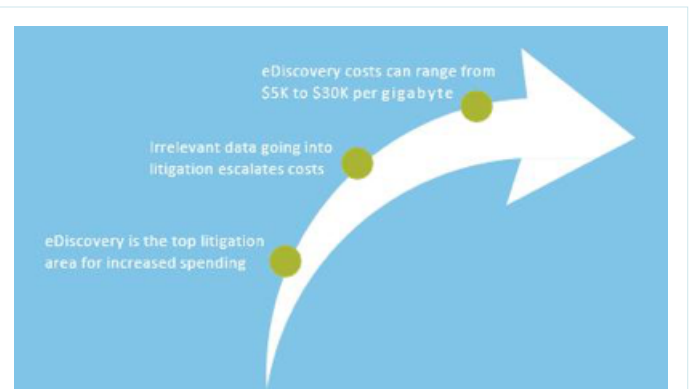 eDiscovery costs can range from
$5K to $30K per gigabyte
Irrelevant data going into
litigation escalates costs
eDiscovery is the top litigation
area for increased spending